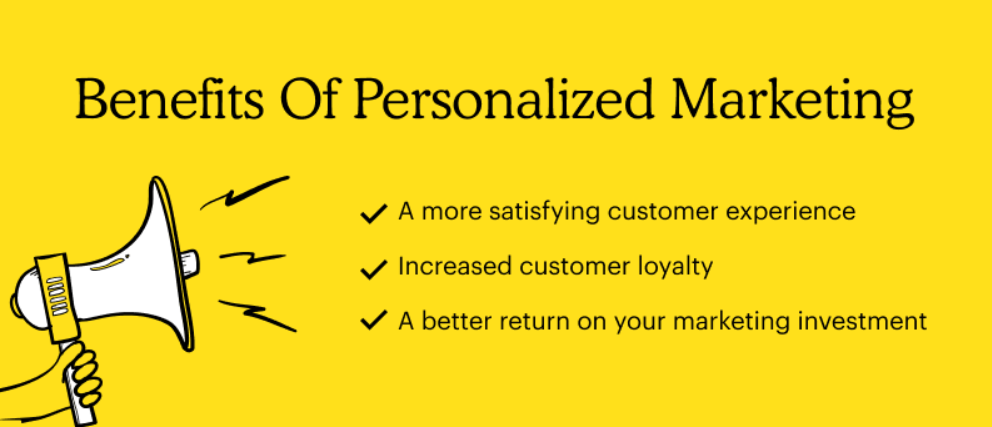 Benefits Of Personalized Marketing
A more satisfying customer experience
Increased customer loyalty
A better return on your marketing investment